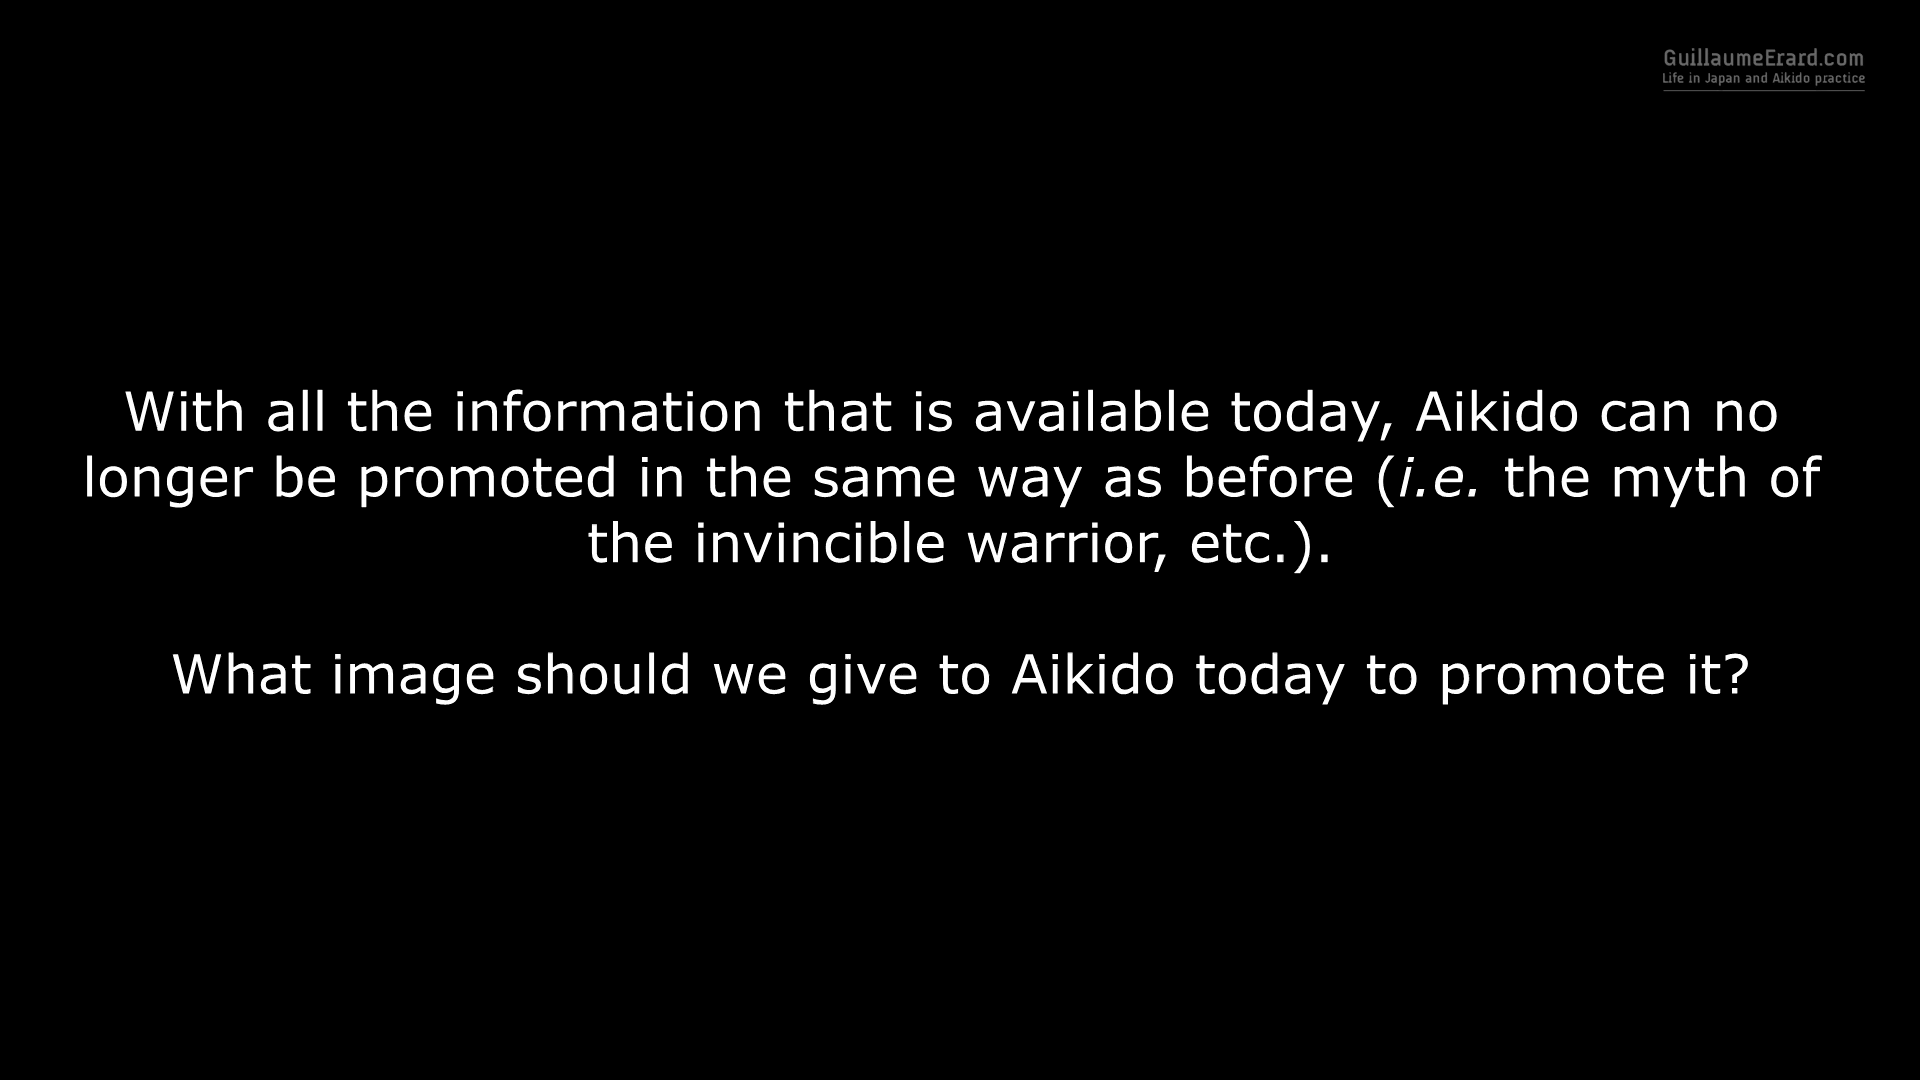 GuillaumeErard.com
Life in Japan and Aikido practice
With all the information that is available today, Aikido can no
longer be promoted in the same way as before (i.e. the myth of
the invincible warrior, etc.).
What image should we give to Aikido today to promote it?